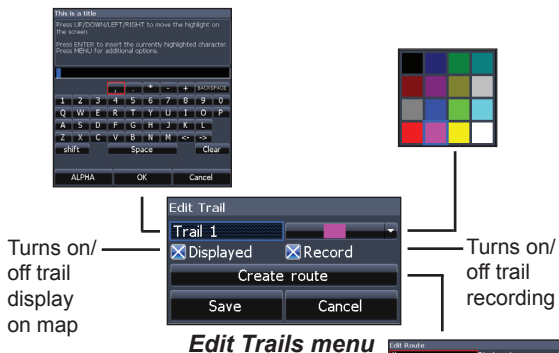 This is a title
Press UP/DOWN/LEFT/RIGHT to move the highlight on
the screen.
Press ENTER to insert the currently highlighted character.
Press MENU for additional options.
, . * - + BACKSPACE
1 2 3 4 5 6 7 8 9 0
Q W E R T Y U I O P
A S D F G H J K L
Z X C V B N M <- ->
shift Space Clear
ALPHA OK Cancel
Edit Trail
Trail 1
Displayed Record
Create route
Save Cancel
Turns on/
off trail
display
on map
Turns on/
off trail
recording
Edit Trails menu
Edit Route